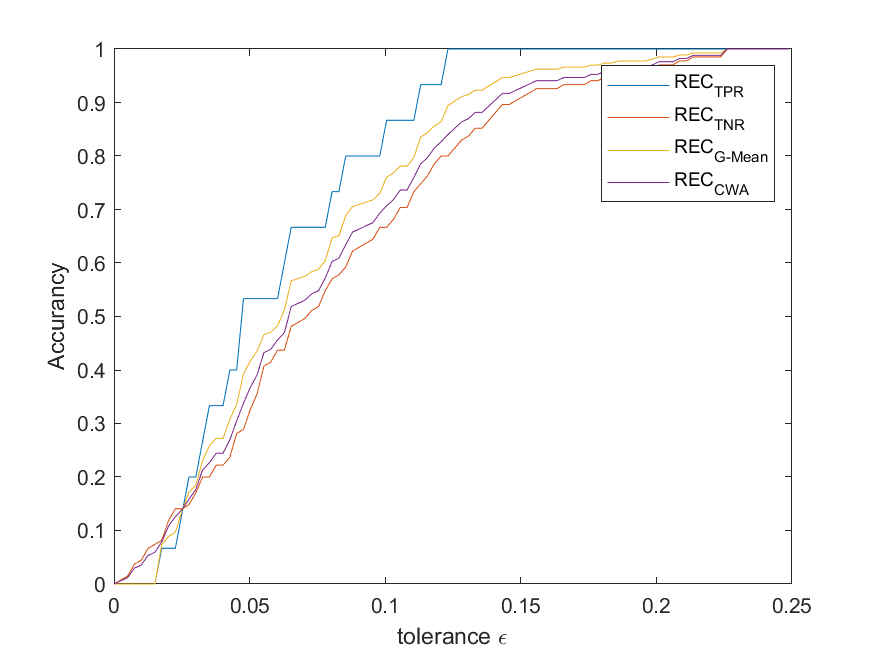 1
0.9
0.8
0.7
0.6
0.5
0.4
0.3
0.2
0.1
0
Accurancy
REC_TPR
REC_TNR
REC_G-Mean
REC_CWA
0 0.05 0.1 0.15 0.2 0.25
tolerance ϵ